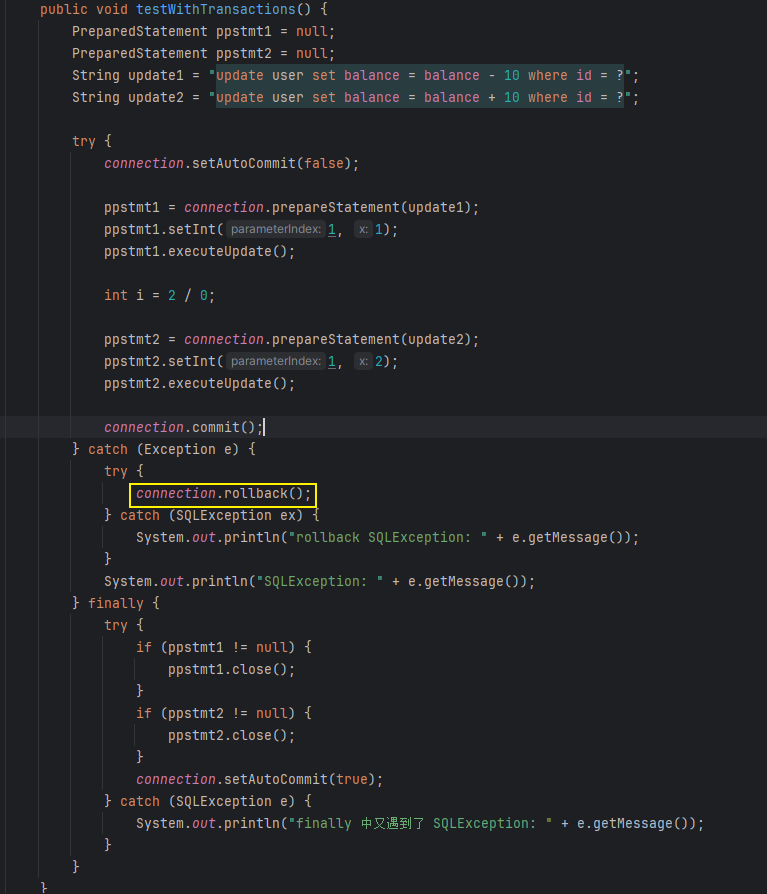 public void testWithTransactions() {
PreparedStatement ppstmt1 = null;
PreparedStatement ppstmt2 = null;
String update1 = "update user set balance = balance - 10 where id = ?";
String update2 = "update user set balance = balance + 10 where id = ?";
try {
connection.setAutoCommit(false);
ppstmt1 = connection.prepareStatement(update1);
ppstmt1.setInt( parameterIndex: 1, x: 1);
ppstmt1.executeUpdate();
int i = 2 / 0;
ppstmt2 = connection.prepareStatement(update2);
ppstmt2.setInt( parameterIndex: 1, x: 2);
ppstmt2.executeUpdate();
connection.commit();
} catch (Exception e) {
try {
connection.rollback();
} catch (SQLException ex) {
System.out.println("rollback SQLException: " + e.getMessage());
}
System.out.println("SQLException: " + e.getMessage());
} finally {
try {
if (ppstmt1 != null) {
ppstmt1.close();
}
if (ppstmt2 != null) {
ppstmt2.close();
}
connection.setAutoCommit(true);
} catch (SQLException e) {
System.out.println("finally 中又遇到了 SQLException: " + e.getMessage());
}
}
}